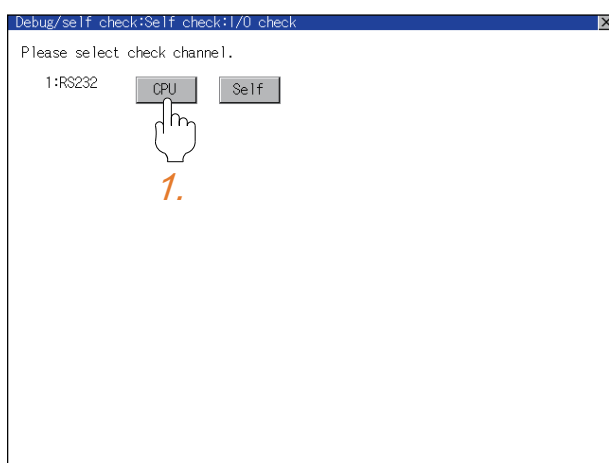 Debug/self check:Self check:I/O check
Please select check channel.
1:RS232 CPU Self
1.